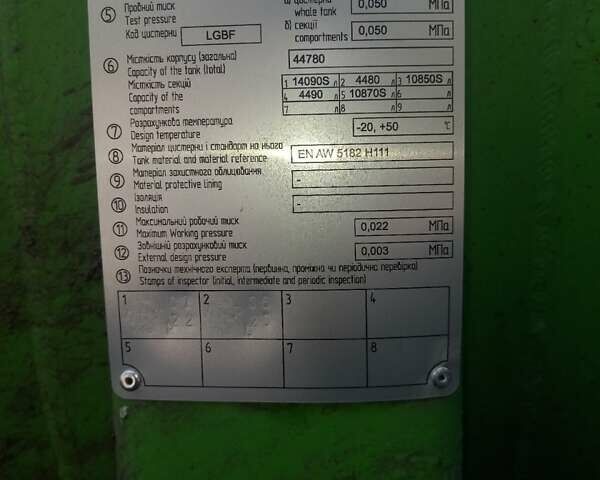 ⑤ Пробний тиск
Test pressure
Код цистерни LGBF
whole tank 0,050 МПа
б) секції
compartments 0,050 МПа
⑥ Місткість корпусу (загальна) 44780
Capacity of the tank (total)
Місткість секцій 1 14090S л 2 4480 л 3 10850S л
Capacity of the 4 4490 л 5 10870S л 6 л
compartments 7 л 8 л 9 л
⑦ Розрахункова температура
Design temperature -20, +50 ℃
⑧ Матеріал цистерни і стандарт на нього
Tank material and material reference EN AW 5182 H111
⑨ Матеріал захистного облицювання -
Material protective lining
⑩ Ізоляція -
Insulation
⑪ Максимальний робочий тиск
Maximum Working pressure 0,022 МПа
⑫ Зовнішній розрахунковий тиск
External design pressure 0,003 МПа
⑬ Позначки технічного експерта (первинна, проміжна чи періодична перевірка)
Stamps of inspector (initial, intermediate and periodic inspection)
1 2 3 4
5 6 7 8